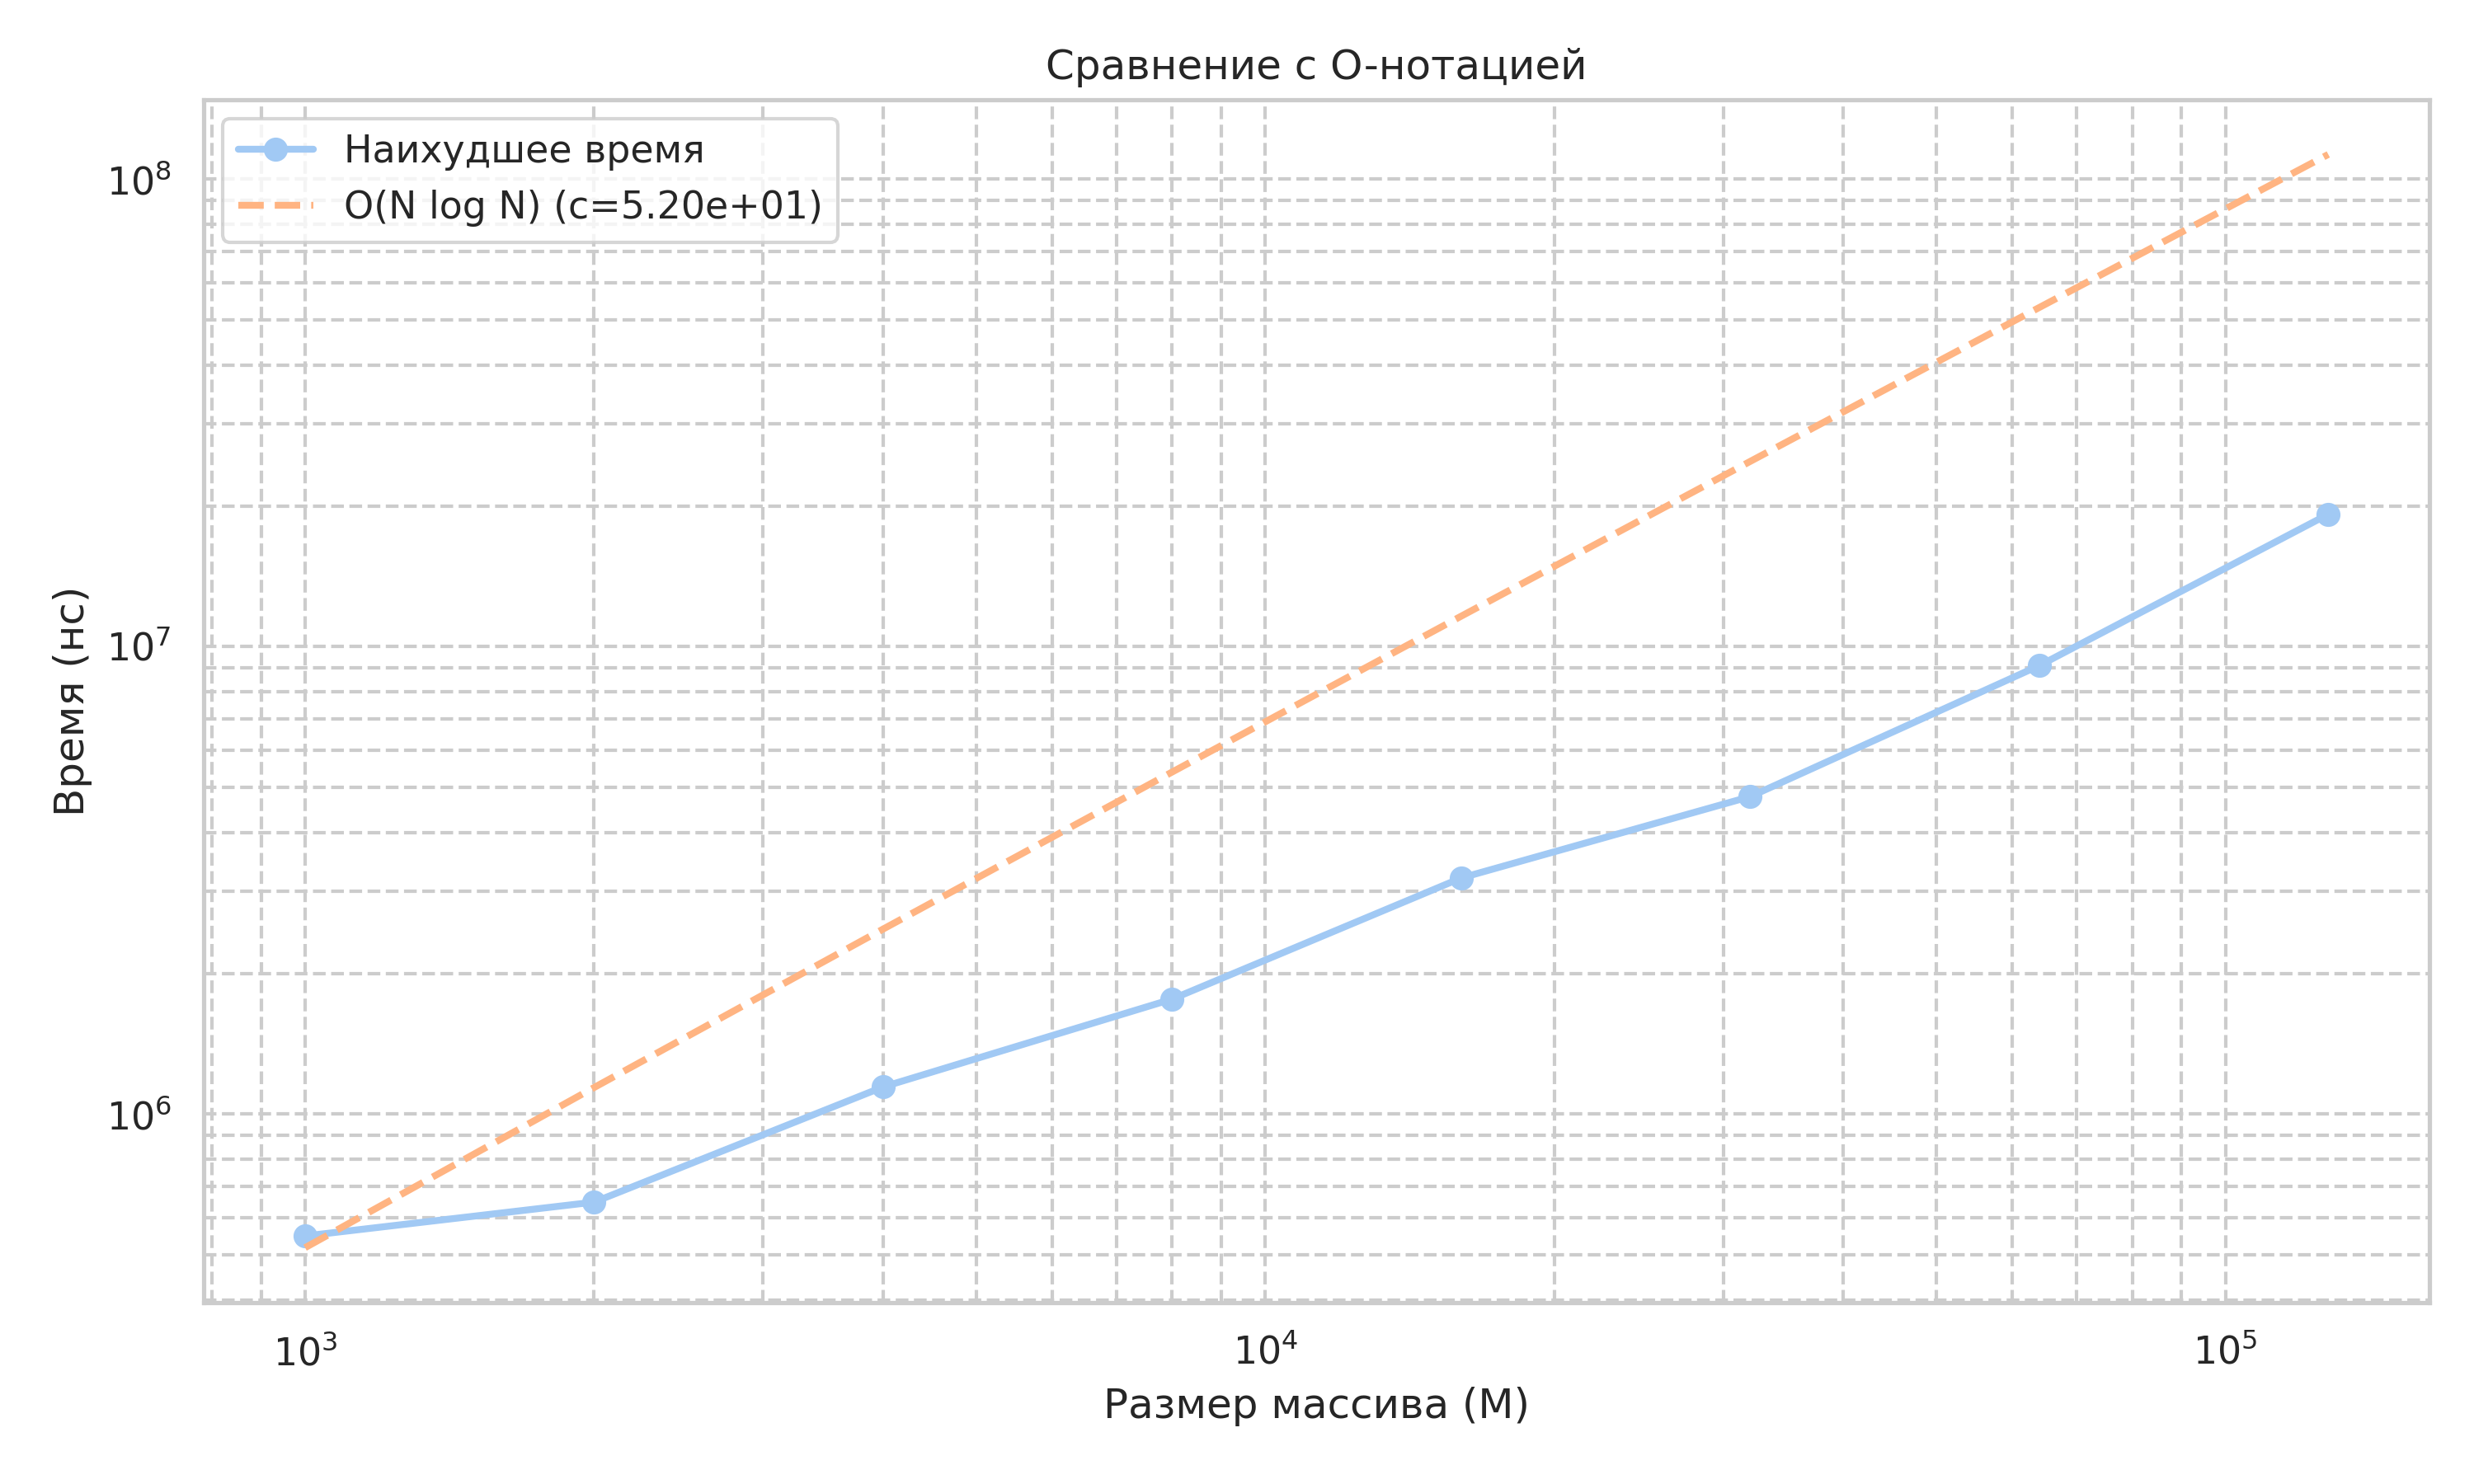 Сравнение с O-нотацией
Наихудшее время
O(N log N) (c=5.20e+01)
Время (нс)
10⁸
10⁷
10⁶
10³ 10⁴ 10⁵
Размер массива (M)